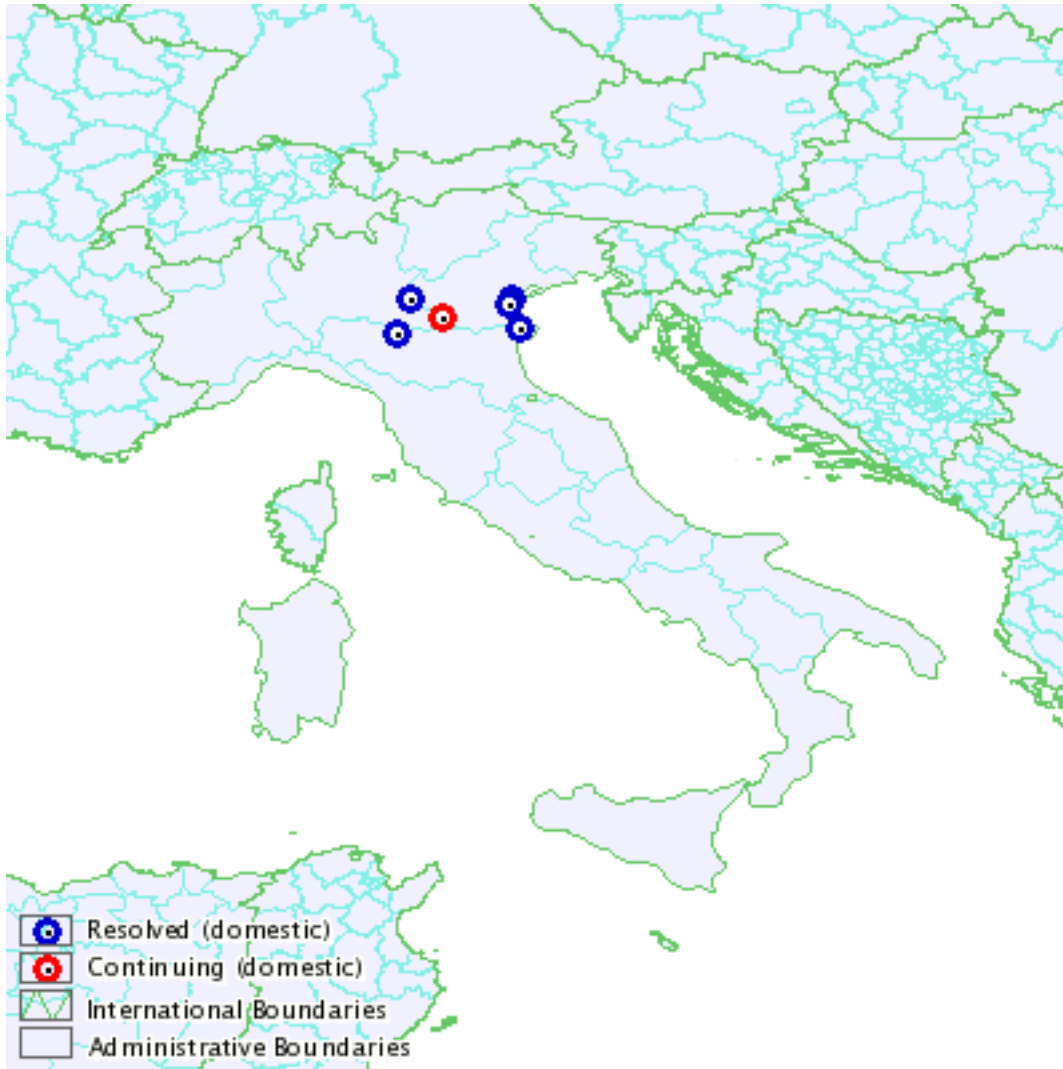 Resolved (domestic)
Continuing (domestic)
International Boundaries
Administrative Boundaries